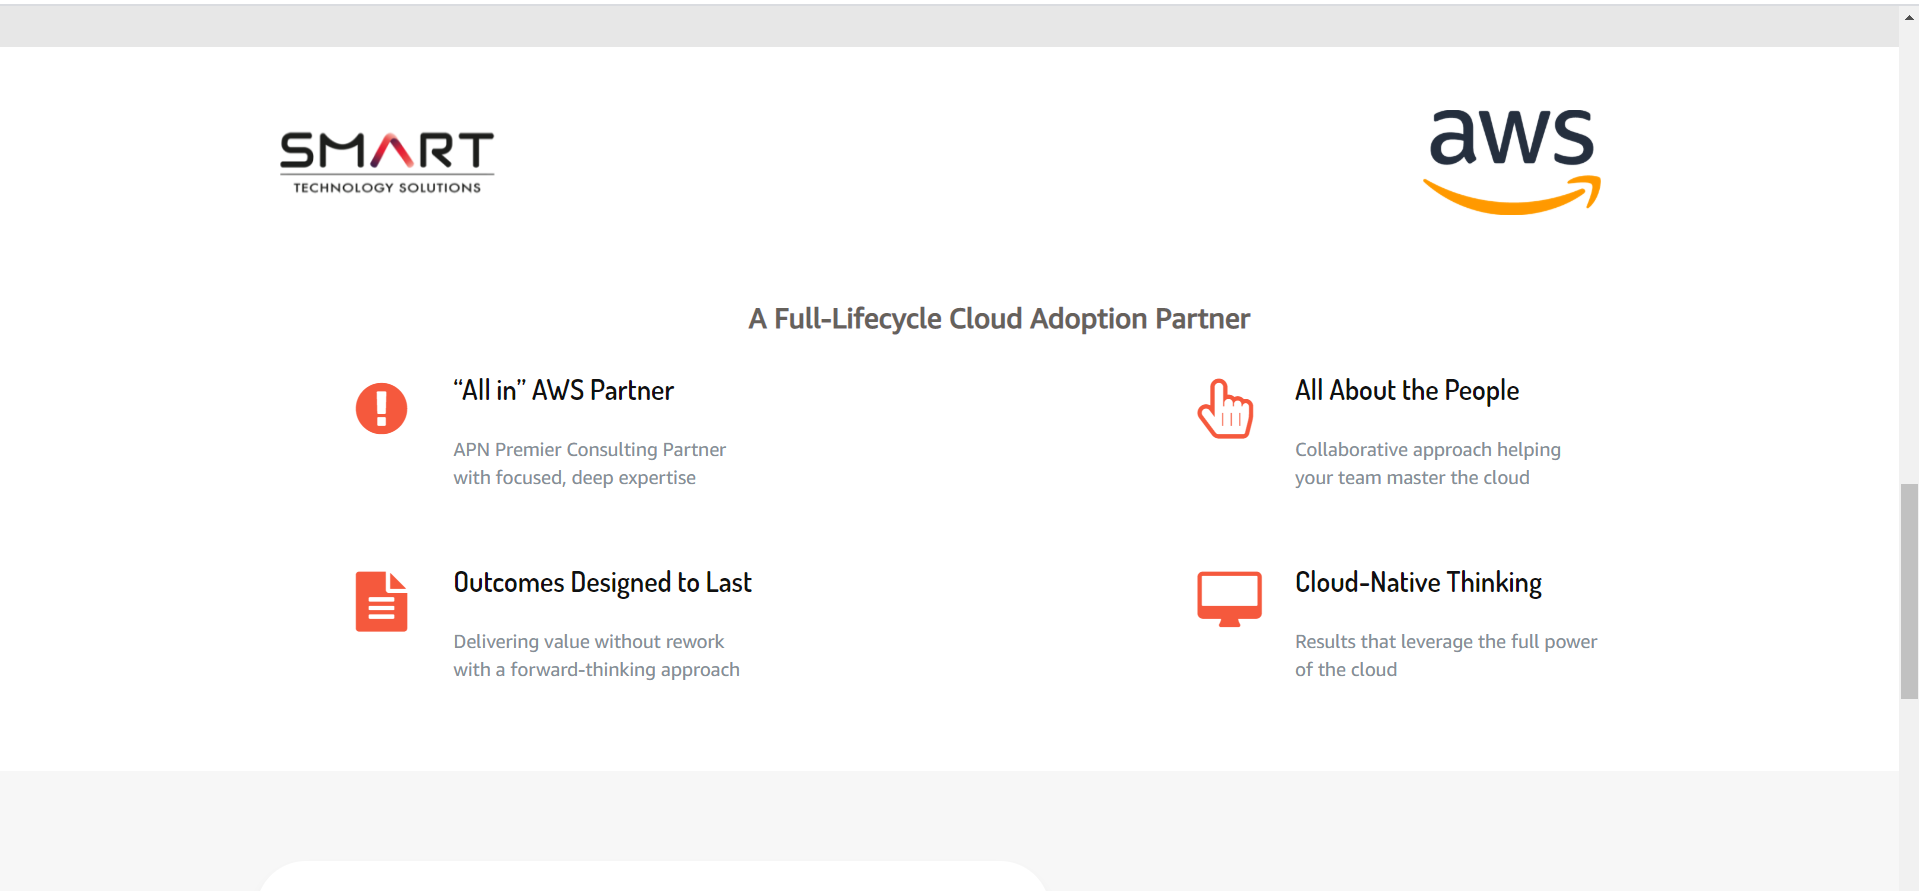 SMART
TECHNOLOGY SOLUTIONS
aws
A Full-Lifecycle Cloud Adoption Partner
“All in” AWS Partner
APN Premier Consulting Partner
with focused, deep expertise
All About the People
Collaborative approach helping
your team master the cloud
Outcomes Designed to Last
Delivering value without rework
with a forward-thinking approach
Cloud-Native Thinking
Results that leverage the full power
of the cloud